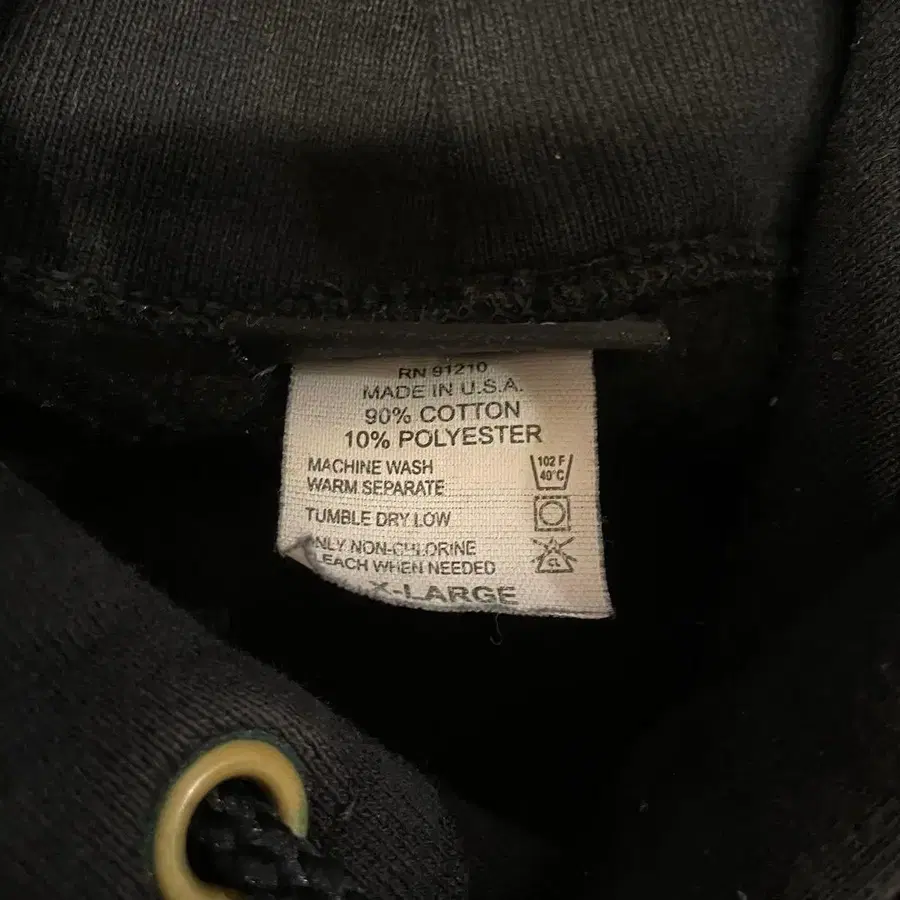 RN 91210
MADE IN U.S.A.
90% COTTON
10% POLYESTER
MACHINE WASH
WARM SEPARATE
102 F
40°C
TUMBLE DRY LOW
NLY NON-CHLORINE
LEACH WHEN NEEDED
CL
X-LARGE